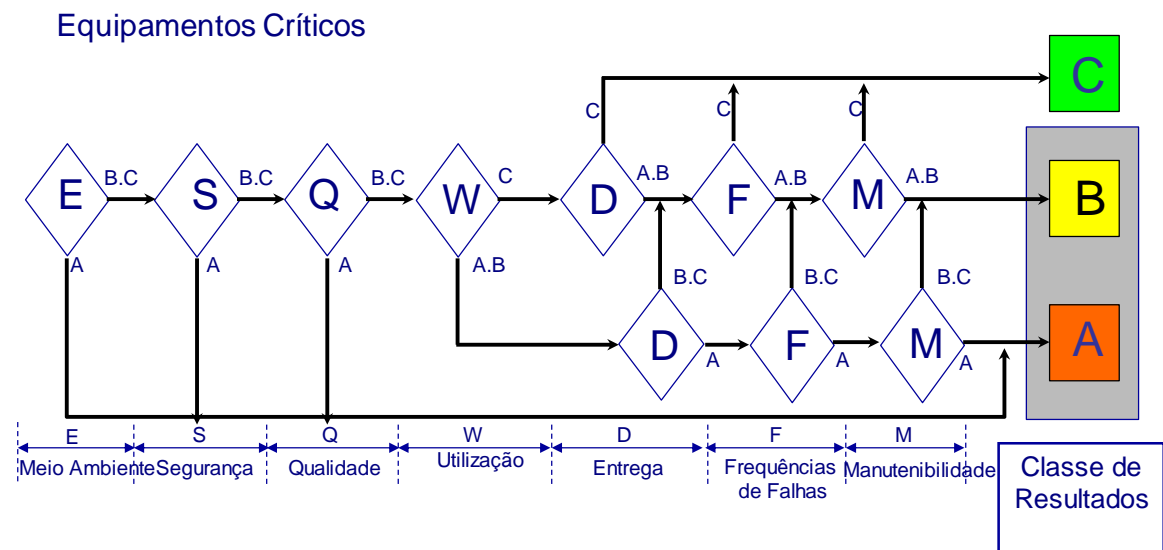 Equipamentos Críticos
C
C
C
C
E
B.C
S
B.C
Q
B.C
W
C
D
A.B
F
A.B
M
A.B
B
A
A
A
A.B
B.C
B.C
B.C
D
A
F
A
M
A
A
E
S
Q
W
D
F
M
Meio Ambiente
Segurança
Qualidade
Utilização
Entrega
Frequências
de Falhas
Manutenibilidade
Classe de
Resultados